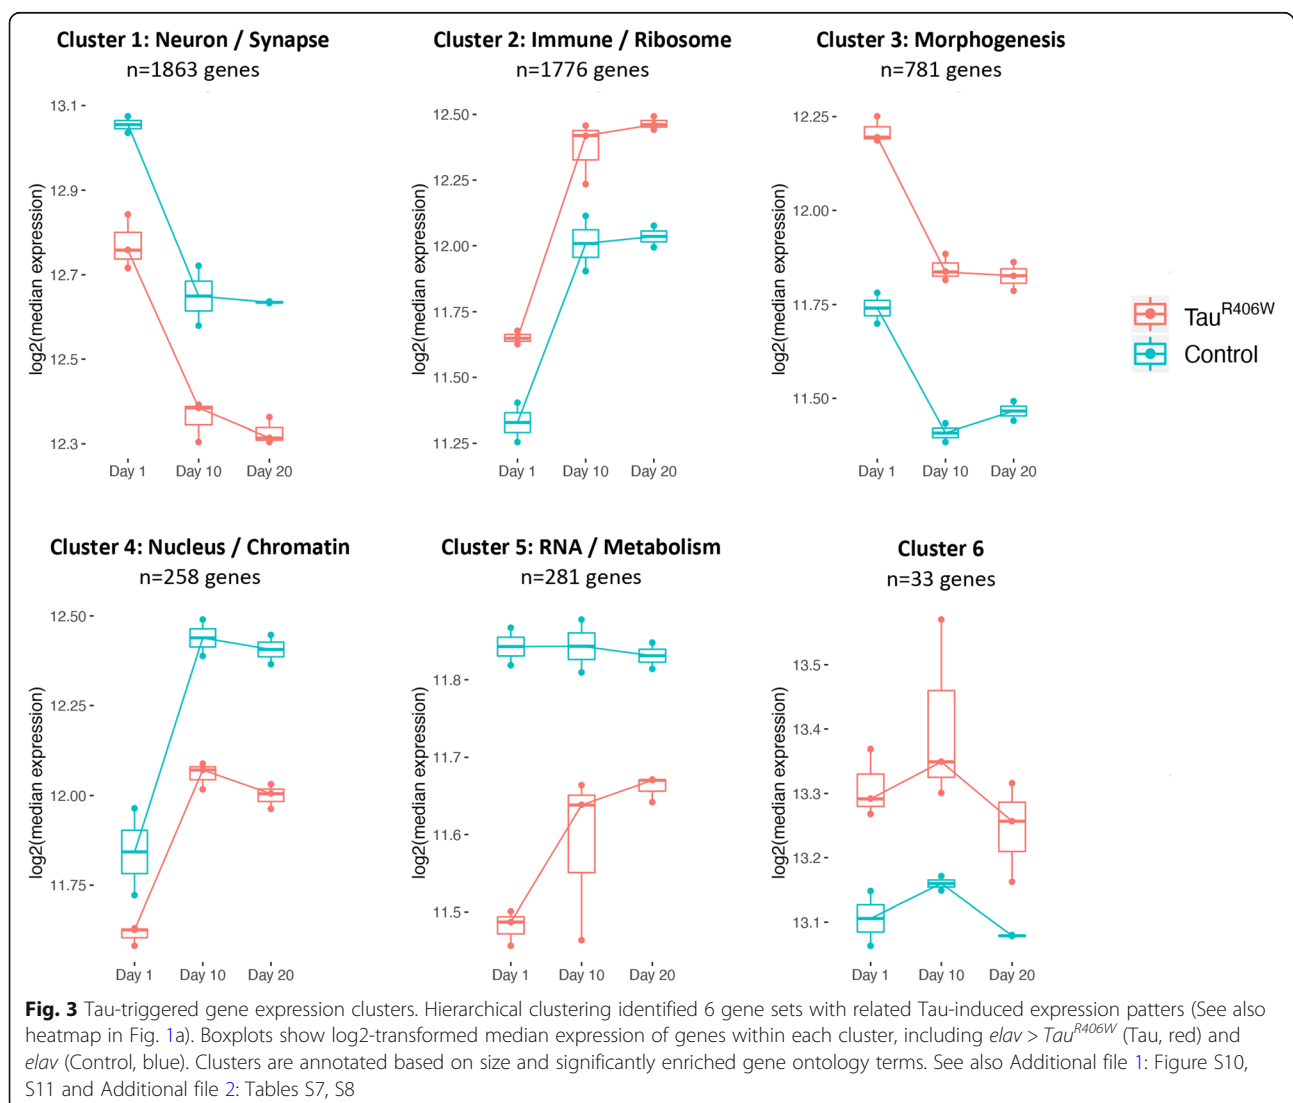 Cluster 1: Neuron / Synapse
n=1863 genes
13.1
12.9
12.7
12.5
12.3
log2(median expression)
Day 1 Day 10 Day 20
Cluster 2: Immune / Ribosome
n=1776 genes
12.50
12.25
12.00
11.75
11.50
11.25
log2(median expression)
Day 1 Day 10 Day 20
Cluster 3: Morphogenesis
n=781 genes
12.25
12.00
11.75
11.50
log2(median expression)
Day 1 Day 10 Day 20
Tau^R406W
Control
Cluster 4: Nucleus / Chromatin
n=258 genes
12.50
12.25
12.00
11.75
log2(median expression)
Day 1 Day 10 Day 20
Cluster 5: RNA / Metabolism
n=281 genes
11.8
11.7
11.6
11.5
log2(median expression)
Day 1 Day 10 Day 20
Cluster 6
n=33 genes
13.5
13.4
13.3
13.2
13.1
log2(median expression)
Day 1 Day 10 Day 20
Fig. 3 Tau-triggered gene expression clusters. Hierarchical clustering identified 6 gene sets with related Tau-induced expression patters (See also
heatmap in Fig. 1a). Boxplots show log2-transformed median expression of genes within each cluster, including elav > Tau^R406W (Tau, red) and
elav (Control, blue). Clusters are annotated based on size and significantly enriched gene ontology terms. See also Additional file 1: Figure S10,
S11 and Additional file 2: Tables S7, S8